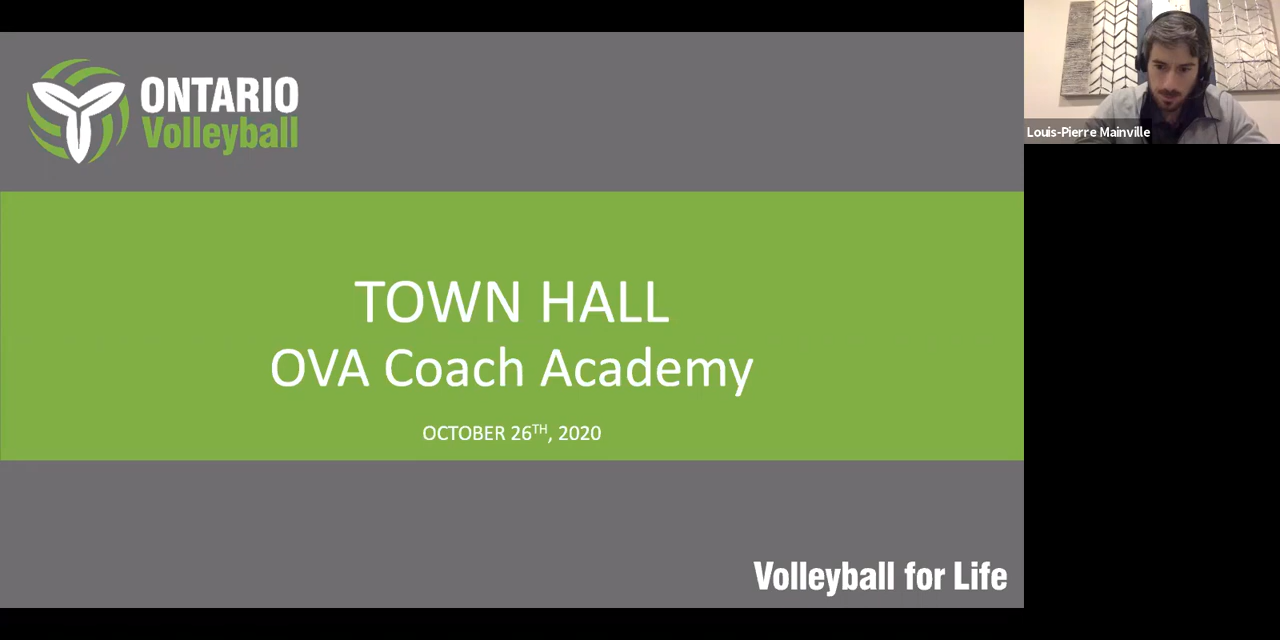 ONTARIO
Volleyball
TOWN HALL
OVA Coach Academy
OCTOBER 26TH, 2020
Volleyball for Life
Louis-Pierre Mainville